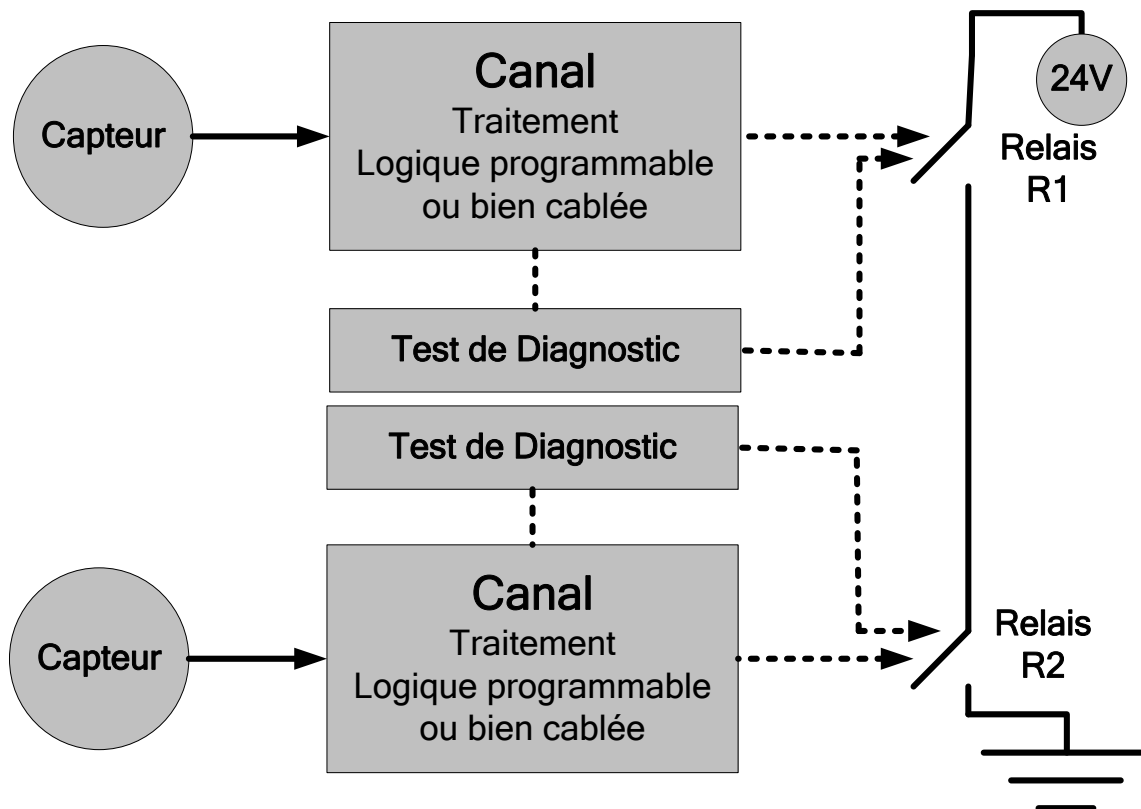 Capteur
Canal
Traitement
Logique programmable
ou bien cablée
24V
Relais
R1
Test de Diagnostic
Test de Diagnostic
Capteur
Canal
Traitement
Logique programmable
ou bien cablée
Relais
R2